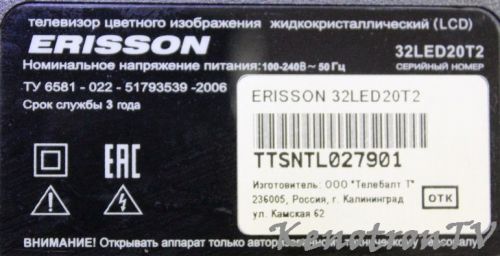 телевизор цветного изображения жидкокристаллический (LCD)
ERISSON 32LED20T2
Номинальное напряжение питания: 100-240В ~ 50 Гц СЕРИЙНЫЙ НОМЕР
ТУ 6581 - 022 - 51793539 -2006
Срок службы 3 года
ERISSON 32LED20T2
TTSNTL027901
EAC
Изготовитель: ООО "Телебалт Т"
236005, Россия, г. Калининград
ул. Камская 62
ОТК
ВНИМАНИЕ! Открывать аппарат только техническому персоналу
KenotronTV